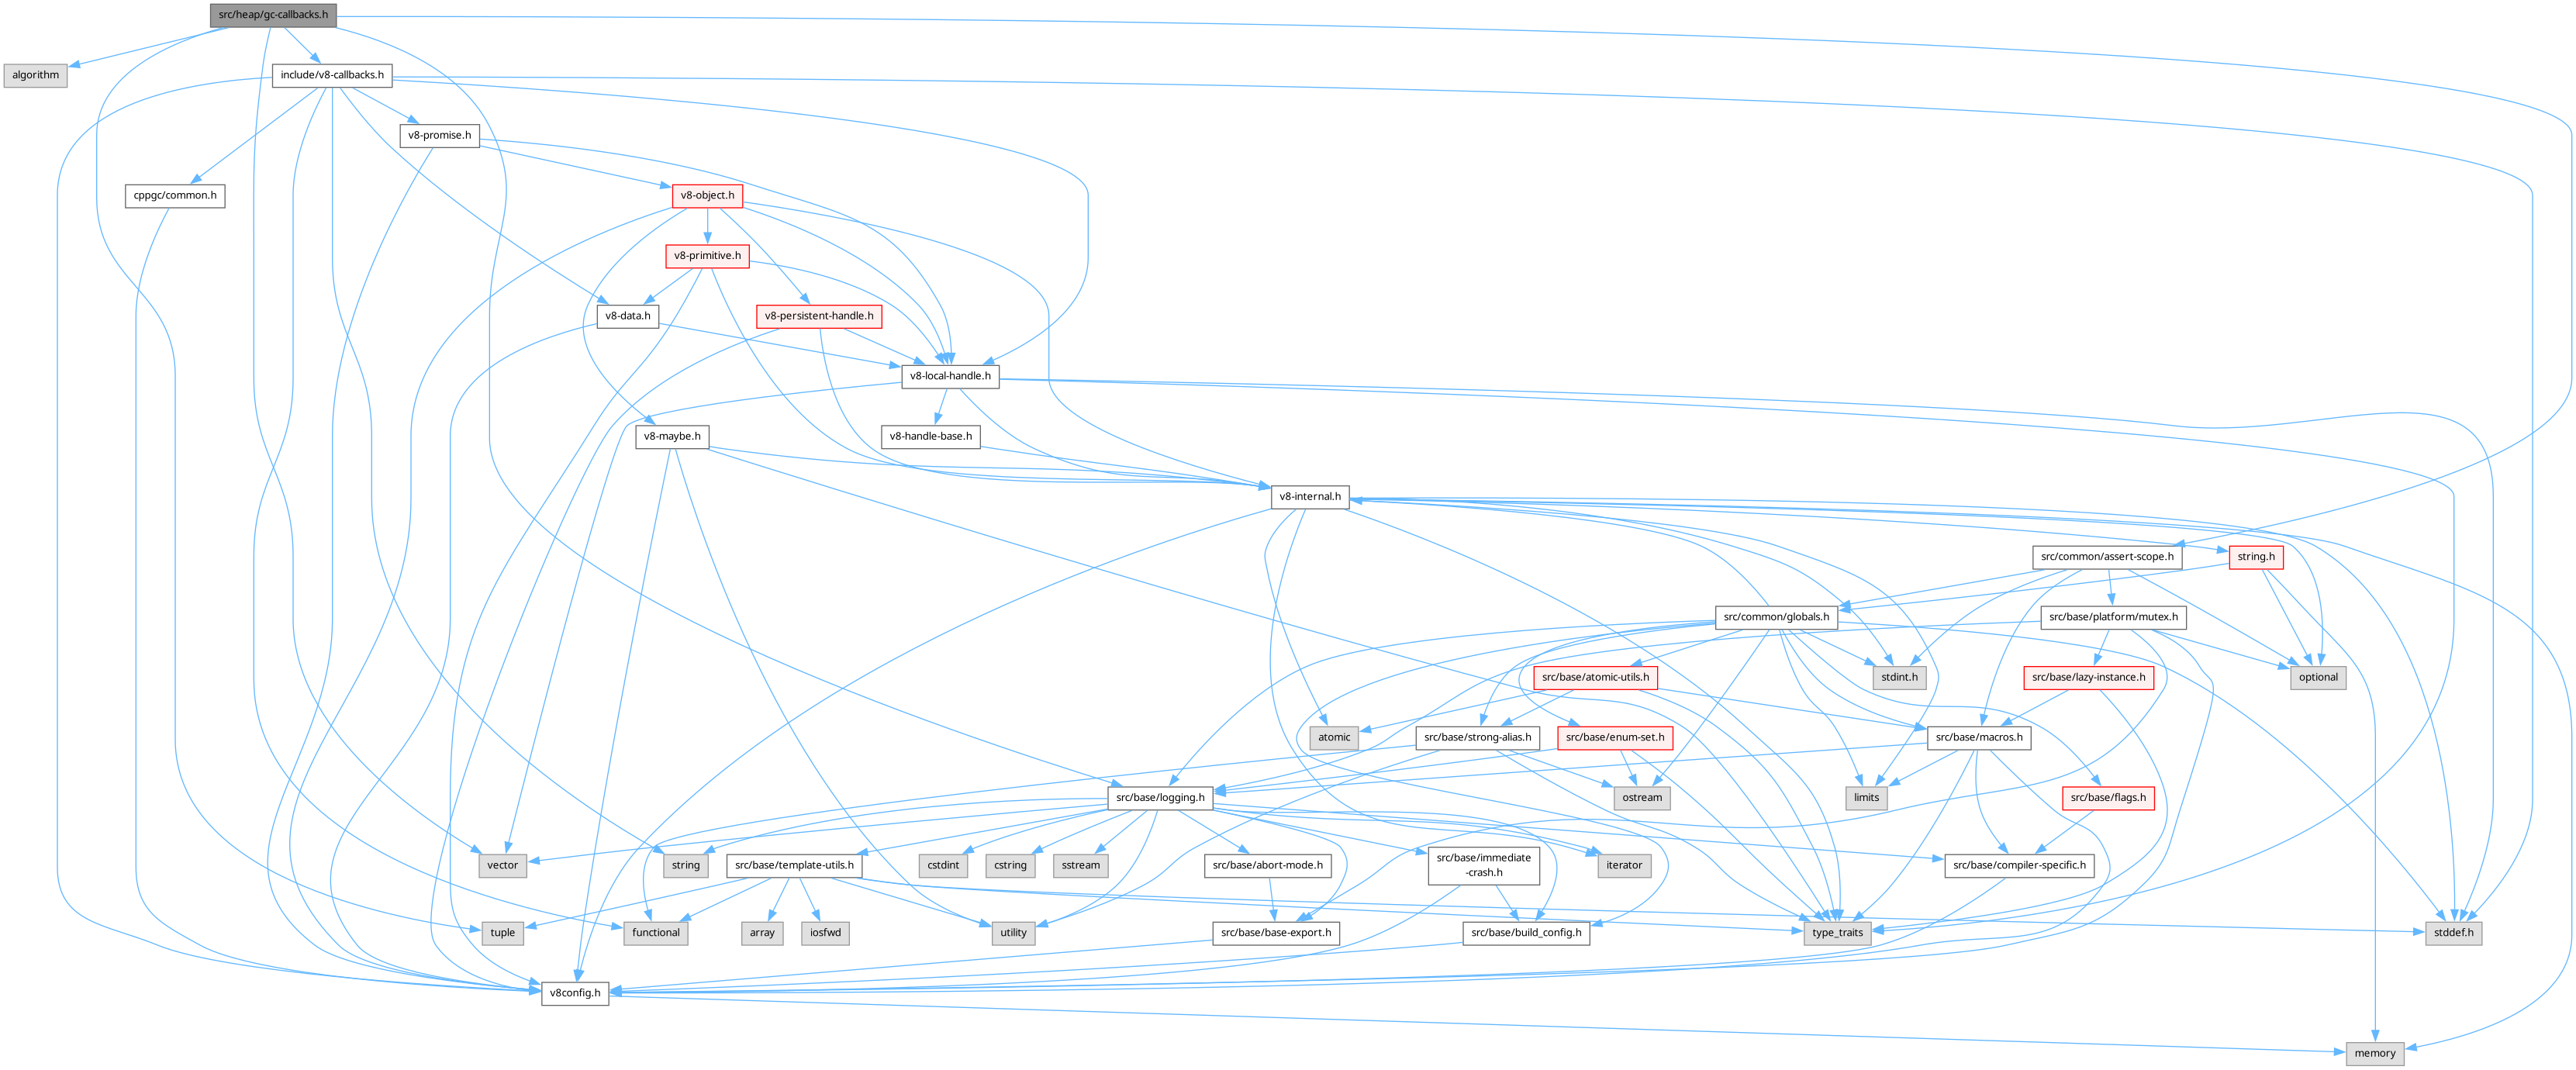 src/heap/gc-callbacks.h
algorithm
include/v8-callbacks.h
v8-promise.h
cppgc/common.h
v8-object.h
v8-primitive.h
v8-data.h
v8-persistent-handle.h
v8-local-handle.h
v8-maybe.h
v8-handle-base.h
v8-internal.h
src/common/assert-scope.h
string.h
src/common/globals.h
src/base/platform/mutex.h
src/base/atomic-utils.h
stdint.h
src/base/lazy-instance.h
optional
atomic
src/base/strong-alias.h
src/base/enum-set.h
src/base/macros.h
src/base/logging.h
ostream
limits
src/base/flags.h
vector
string
src/base/template-utils.h
cstdint
cstring
sstream
src/base/abort-mode.h
src/base/immediate
-crash.h
iterator
src/base/compiler-specific.h
tuple
functional
array
iosfwd
utility
src/base/base-export.h
src/base/build_config.h
type_traits
stddef.h
v8config.h
memory